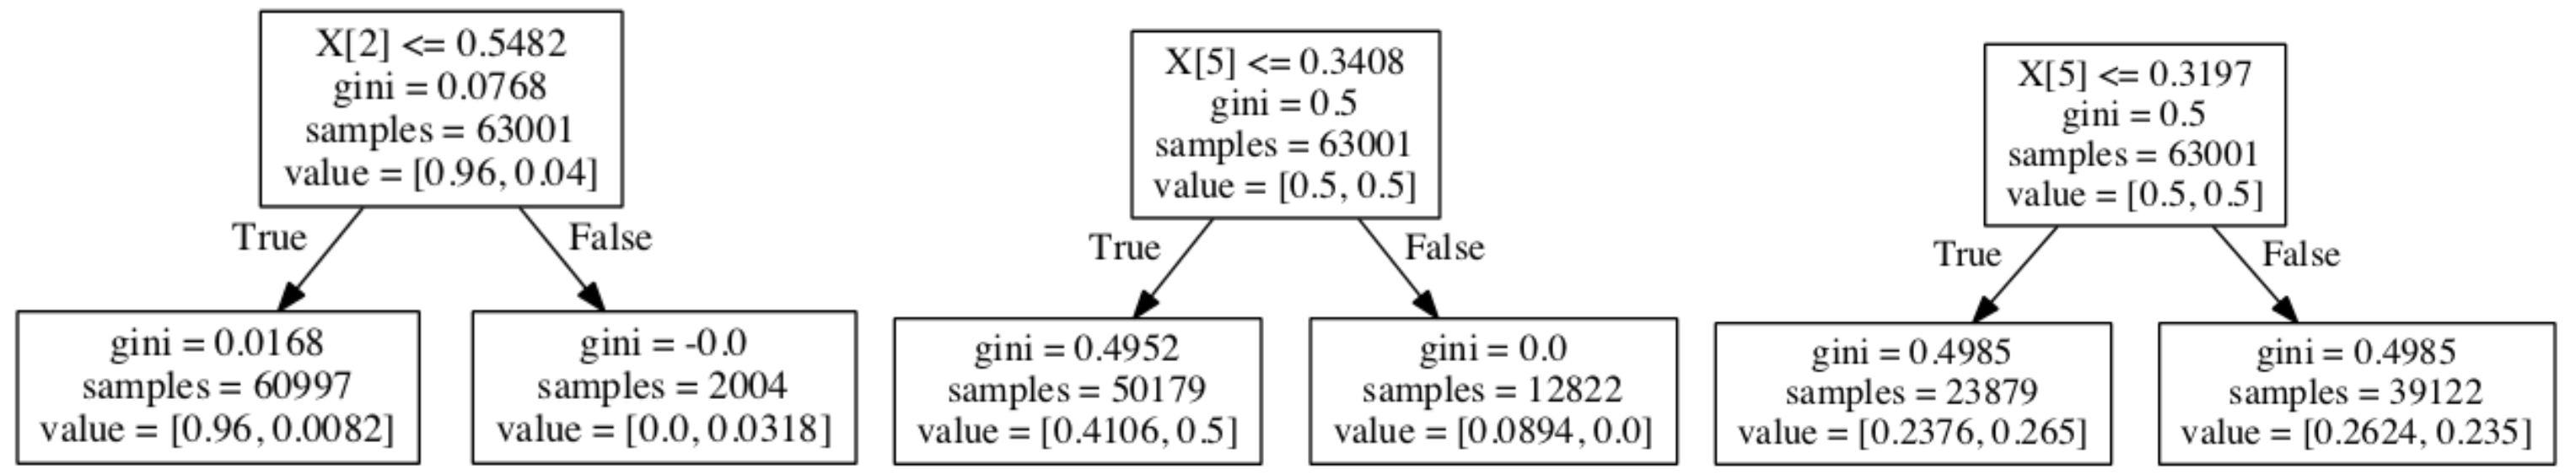 X[2] <= 0.5482
gini = 0.0768
samples = 63001
value = [0.96, 0.04]
True
False
gini = 0.0168
samples = 60997
value = [0.96, 0.0082]
gini = -0.0
samples = 2004
value = [0.0, 0.0318]
X[5] <= 0.3408
gini = 0.5
samples = 63001
value = [0.5, 0.5]
True
False
gini = 0.4952
samples = 50179
value = [0.4106, 0.5]
gini = 0.0
samples = 12822
value = [0.0894, 0.0]
X[5] <= 0.3197
gini = 0.5
samples = 63001
value = [0.5, 0.5]
True
False
gini = 0.4985
samples = 23879
value = [0.2376, 0.265]
gini = 0.4985
samples = 39122
value = [0.2624, 0.235]